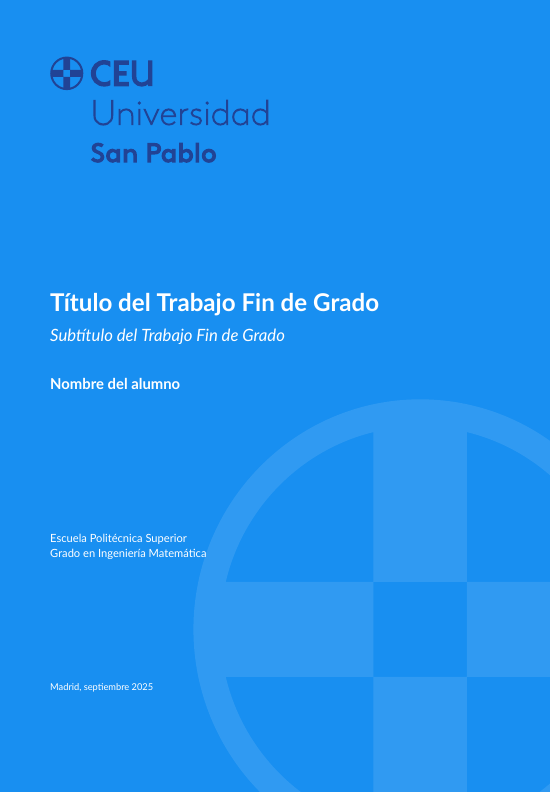 CEU
Universidad
San Pablo
Título del Trabajo Fin de Grado
Subtítulo del Trabajo Fin de Grado
Nombre del alumno
Escuela Politécnica Superior
Grado en Ingeniería Matemática
Madrid, septiembre 2025